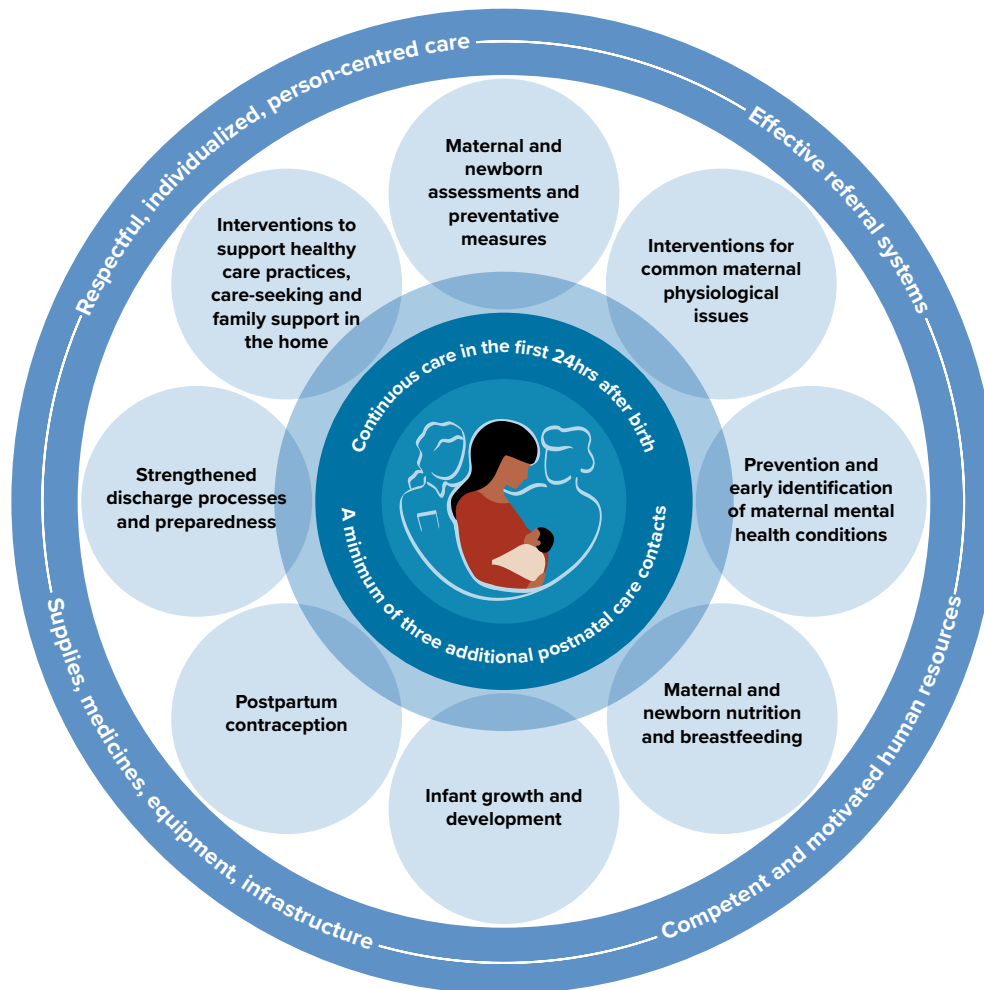 Respectful, individualized, person-centred care
Effective referral systems
Competent and motivated human resources
Supplies, medicines, equipment, infrastructure
Maternal and
newborn
assessments and
preventative
measures
Interventions for
common maternal
physiological
issues
Prevention and
early identification
of maternal mental
health conditions
Maternal and
newborn nutrition
and breastfeeding
Infant growth and
development
Postpartum
contraception
Strengthened
discharge processes
and preparedness
Interventions to
support healthy
care practices,
care-seeking and
family support in
the home
Continuous care in the first 24hrs after birth
A minimum of three additional postnatal care contacts